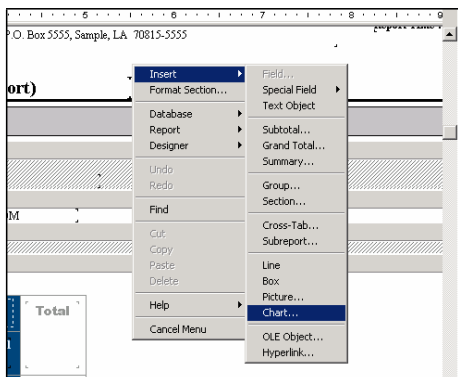 5 6 7 8 9
P.O. Box 5555, Sample, LA 70815-5555
ort)
Insert
Format Section...
Database
Report
Designer
Undo
Redo
Find
Cut
Copy
Paste
Delete
Help
Cancel Menu
Field...
Special Field
Text Object
Subtotal...
Grand Total...
Summary...
Group...
Section...
Cross-Tab...
Subreport...
Line
Box
Picture...
Chart...
OLE Object...
Hyperlink...
OM
Total